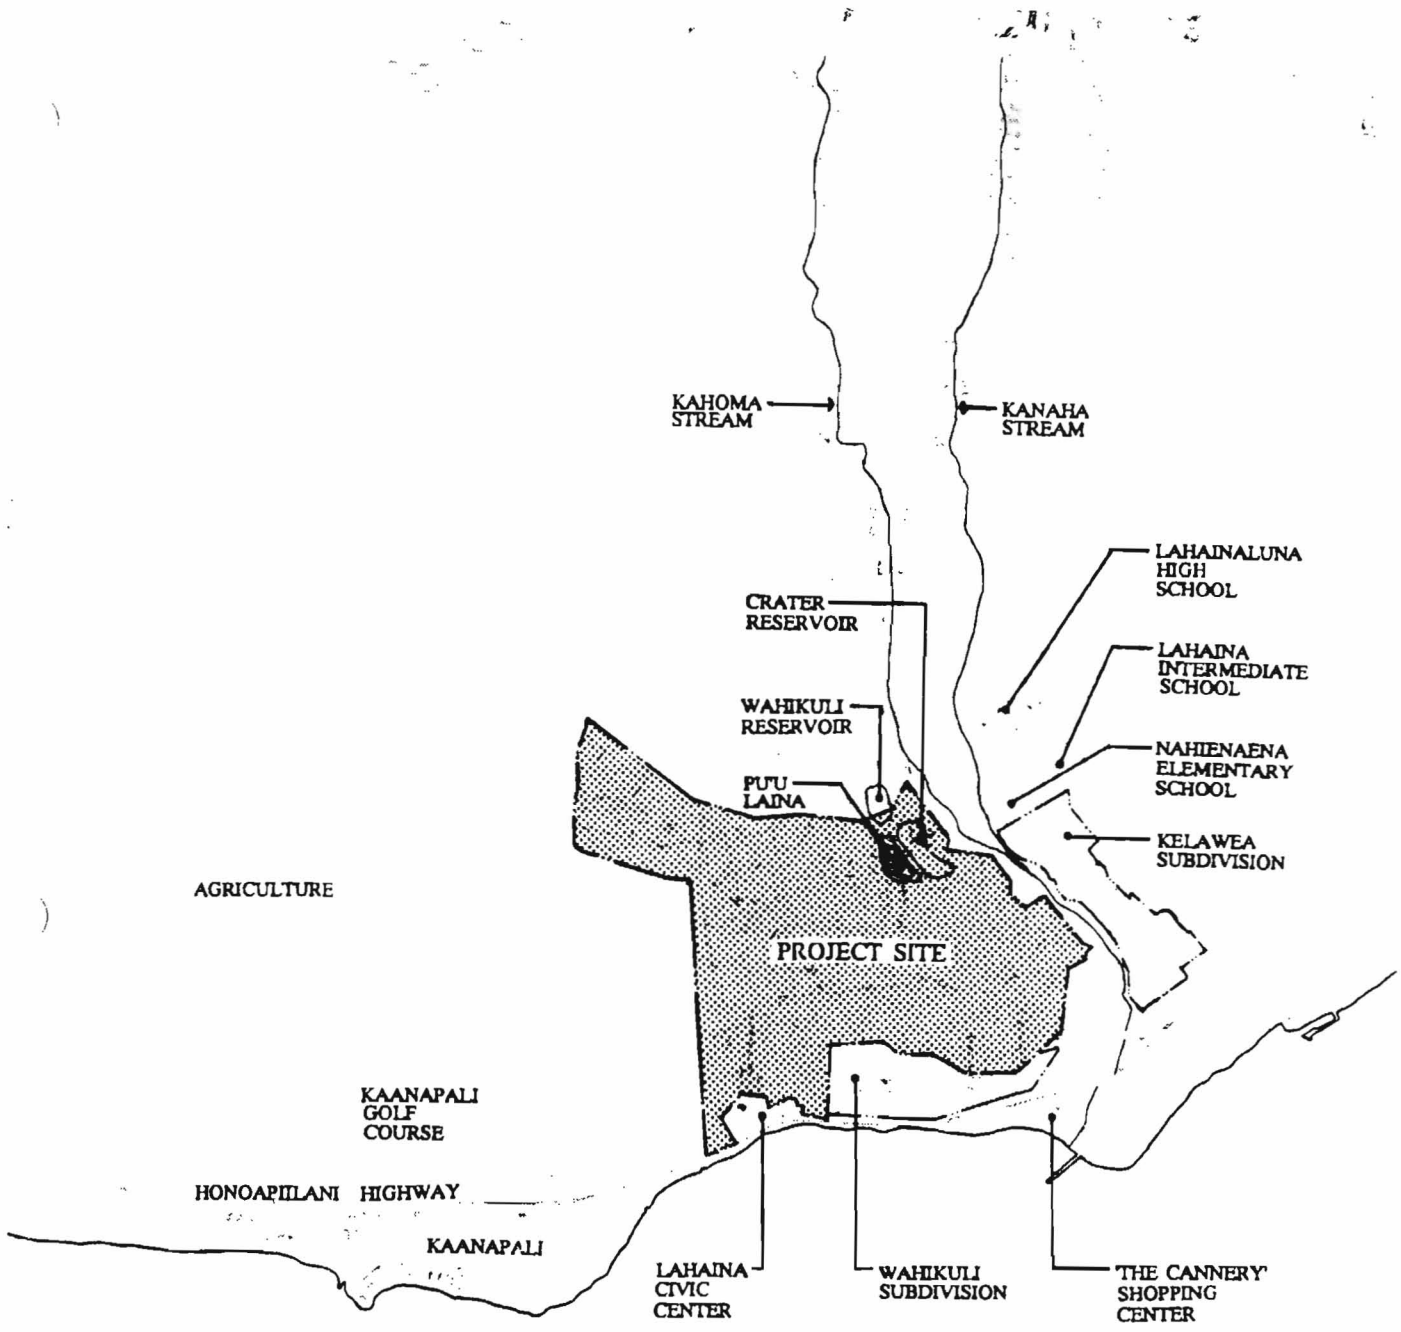 KAHOMA
STREAM
KANAHA
STREAM
LAHAINALUNA
HIGH
SCHOOL
CRATER
RESERVOIR
LAHAINA
INTERMEDIATE
SCHOOL
WAHIKULI
RESERVOIR
NAHIENAENA
ELEMENTARY
SCHOOL
PU'U
LAINA
KELAWEA
SUBDIVISION
AGRICULTURE
PROJECT SITE
KAANAPALI
GOLF
COURSE
HONOAPIILANI HIGHWAY
KAANAPALI
LAHAINA
CIVIC
CENTER
WAHIKULI
SUBDIVISION
'THE CANNERY'
SHOPPING
CENTER